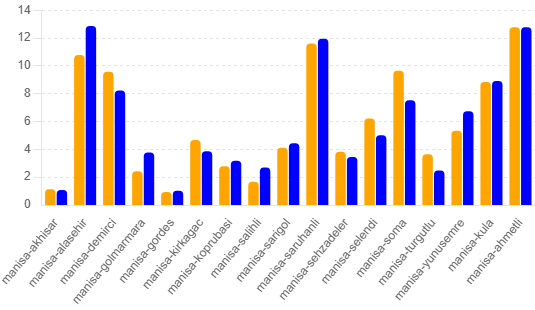 14
12
10
8
6
4
2
0
manisa-akhisar
manisa-alasehir
manisa-demirci
manisa-golmarmara
manisa-gordes
manisa-kirkagac
manisa-koprubasi
manisa-salihli
manisa-sarigol
manisa-saruhanli
manisa-sehzadeler
manisa-selendi
manisa-soma
manisa-turgutlu
manisa-yunusemre
manisa-kula
manisa-ahmetli